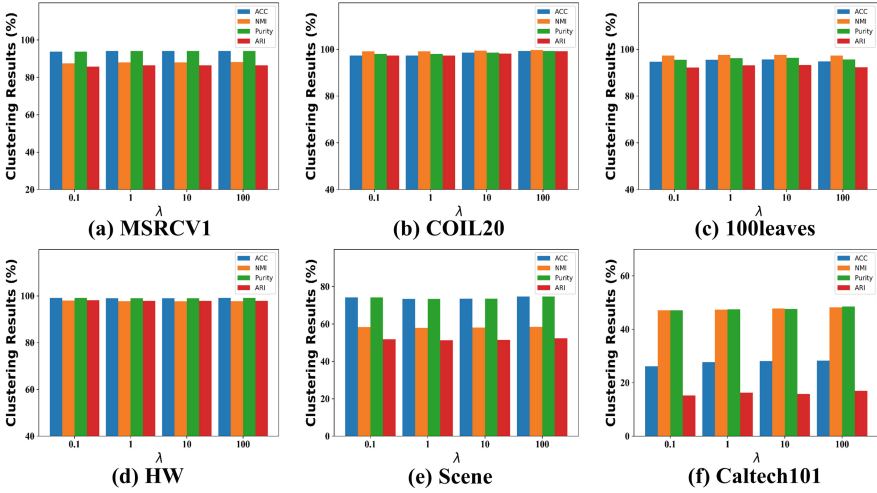 ACC
NMI
Purity
ARI
Clustering Results (%)
100
80
60
40
20
0.1 1 10 100
λ
(a) MSRCV1
ACC
NMI
Purity
ARI
Clustering Results (%)
100
80
60
40
0.1 1 10 100
λ
(b) COIL20
ACC
NMI
Purity
ARI
Clustering Results (%)
100
80
60
40
0.1 1 10 100
λ
(c) 100leaves
ACC
NMI
Purity
ARI
Clustering Results (%)
100
80
60
40
0.1 1 10 100
λ
(d) HW
ACC
NMI
Purity
ARI
Clustering Results (%)
80
60
40
20
0
0.1 1 10 100
λ
(e) Scene
ACC
NMI
Purity
ARI
Clustering Results (%)
60
40
20
0
0.1 1 10 100
λ
(f) Caltech101